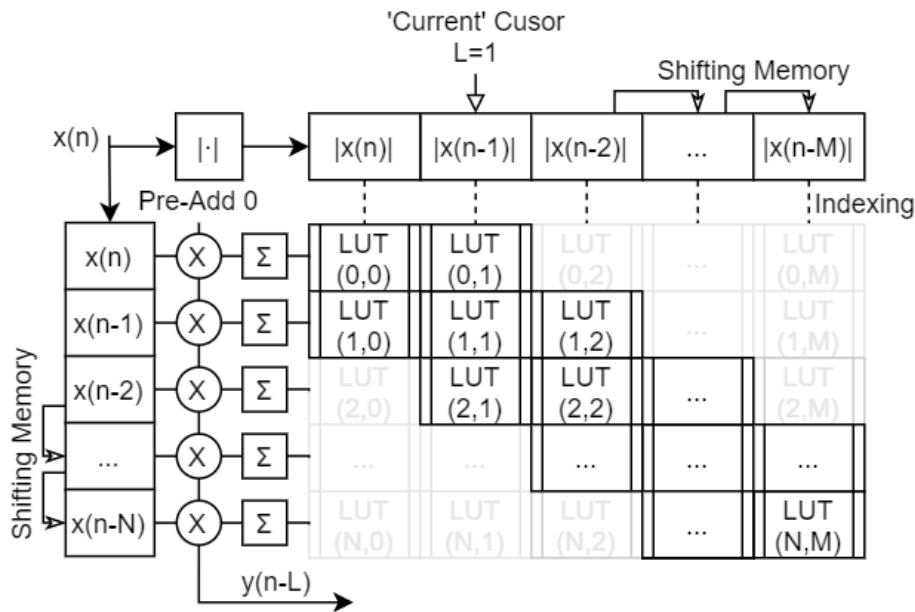 'Current' Cusor
L=1
Shifting Memory
x(n)
|·|
|x(n)|
|x(n-1)|
|x(n-2)|
...
|x(n-M)|
Pre-Add 0
Indexing
x(n)
X
Σ
LUT
(0,0)
LUT
(0,1)
LUT
(0,2)
...
LUT
(0,M)
x(n-1)
X
Σ
LUT
(1,0)
LUT
(1,1)
LUT
(1,2)
...
LUT
(1,M)
x(n-2)
X
Σ
LUT
(2,0)
LUT
(2,1)
LUT
(2,2)
...
LUT
(2,M)
Shifting Memory
...
X
Σ
...
...
...
...
...
x(n-N)
X
Σ
LUT
(N,0)
LUT
(N,1)
LUT
(N,2)
...
LUT
(N,M)
y(n-L)